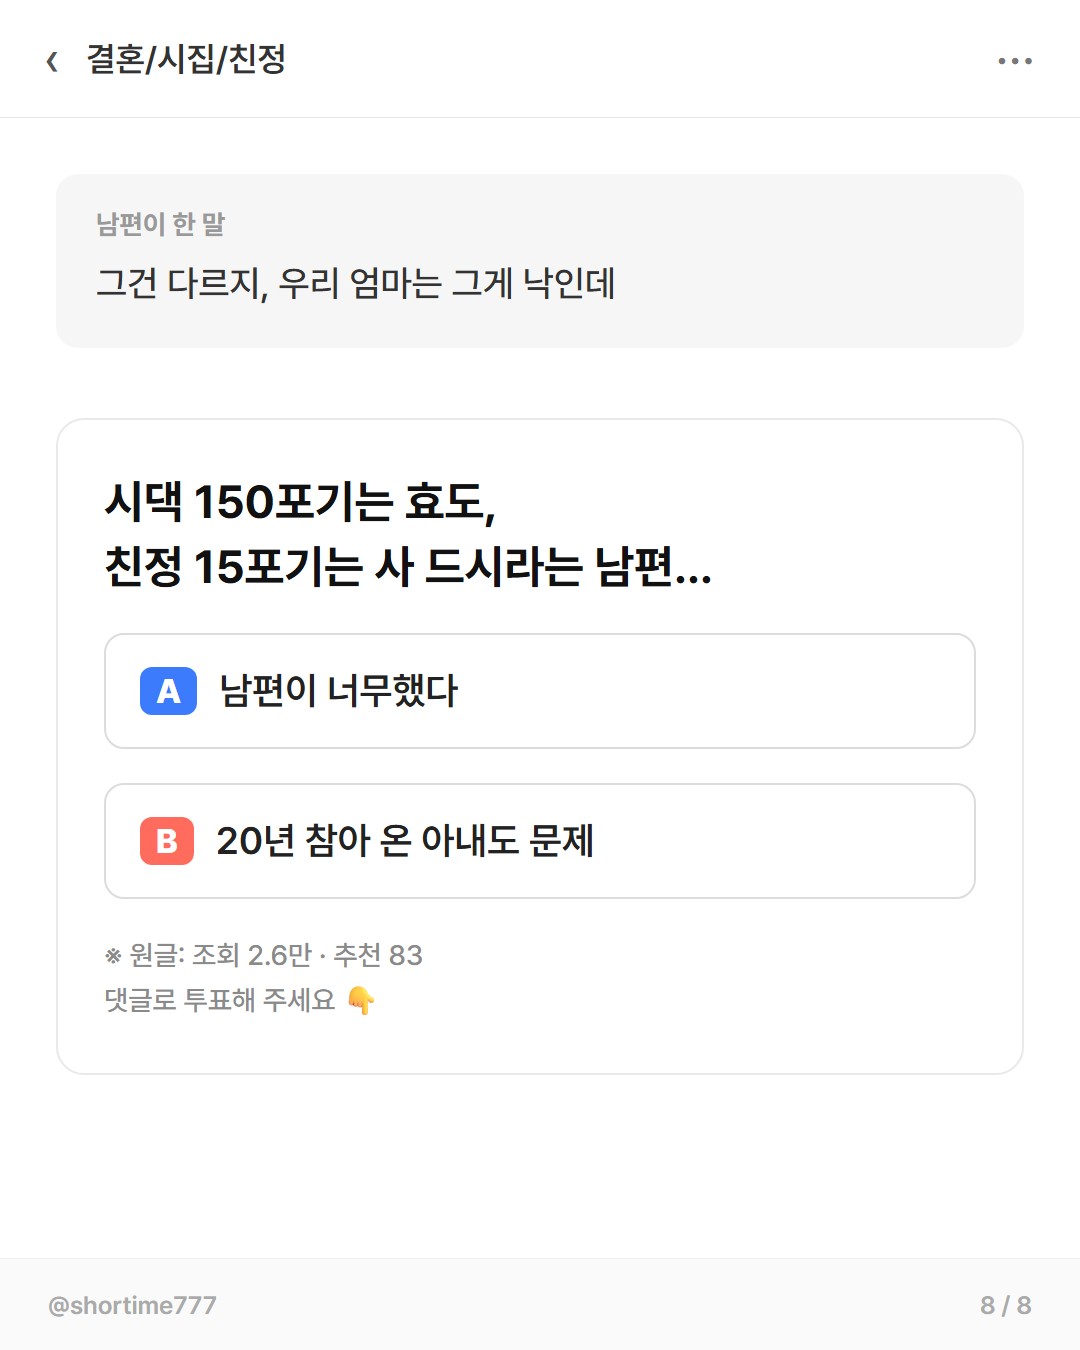 ‹ 결혼/시집/친정 •••
남편이 한 말
그건 다르지, 우리 엄마는 그게 낙인데
시댁 150포기는 효도,
친정 15포기는 사 드시라는 남편...
A 남편이 너무했다
B 20년 참아 온 아내도 문제
※ 원글: 조회 2.6만 · 추천 83
댓글로 투표해 주세요 👇
@shortime777
8 / 8